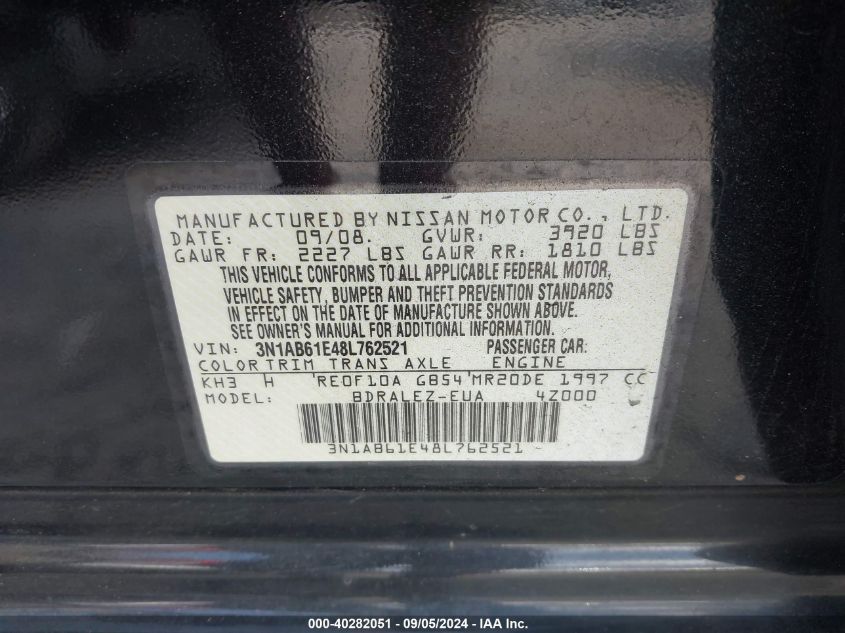 MANUFACTURED BY NISSAN MOTOR CO., LTD.
DATE: 09/08. GVWR: 3920 LBS
GAWR FR: 2227 LBS GAWR RR: 1810 LBS
THIS VEHICLE CONFORMS TO ALL APPLICABLE FEDERAL MOTOR,
VEHICLE SAFETY, BUMPER AND THEFT PREVENTION STANDARDS
IN EFFECT ON THE DATE OF MANUFACTURE SHOWN ABOVE.
SEE OWNER'S MANUAL FOR ADDITIONAL INFORMATION.
VIN: 3N1AB61E48L762521 PASSENGER CAR:
COLOR TRIM TRANS AXLE ENGINE
KH3 H 'RE0F10A GB54'MR20DE 1997 CC
MODEL: BDRALEZ-EUA 4Z000
3N1AB61E48L762521
000-40282051 - 09/05/2024 - IAA Inc.